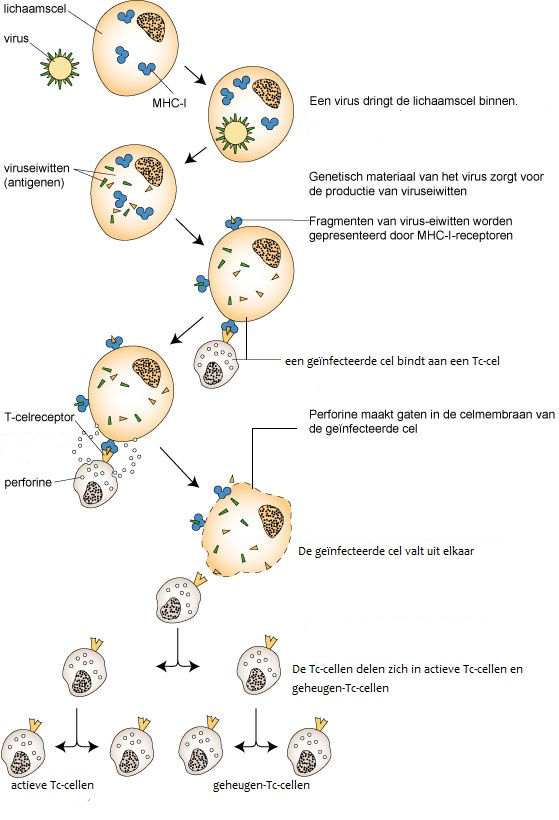 lichaamscel
virus
MHC-I
Een virus dringt de lichaamscel binnen.
viruseiwitten
(antigenen)
Genetisch materiaal van het virus zorgt voor
de productie van viruseiwitten
Fragmenten van virus-eiwitten worden
gepresenteerd door MHC-I-receptoren
een geïnfecteerde cel bindt aan een Tc-cel
T-celreceptor
Perforine maakt gaten in de celmembraan van
de geïnfecteerde cel
perforine
De geïnfecteerde cel valt uit elkaar
De Tc-cellen delen zich in actieve Tc-cellen en
geheugen-Tc-cellen
actieve Tc-cellen
geheugen-Tc-cellen